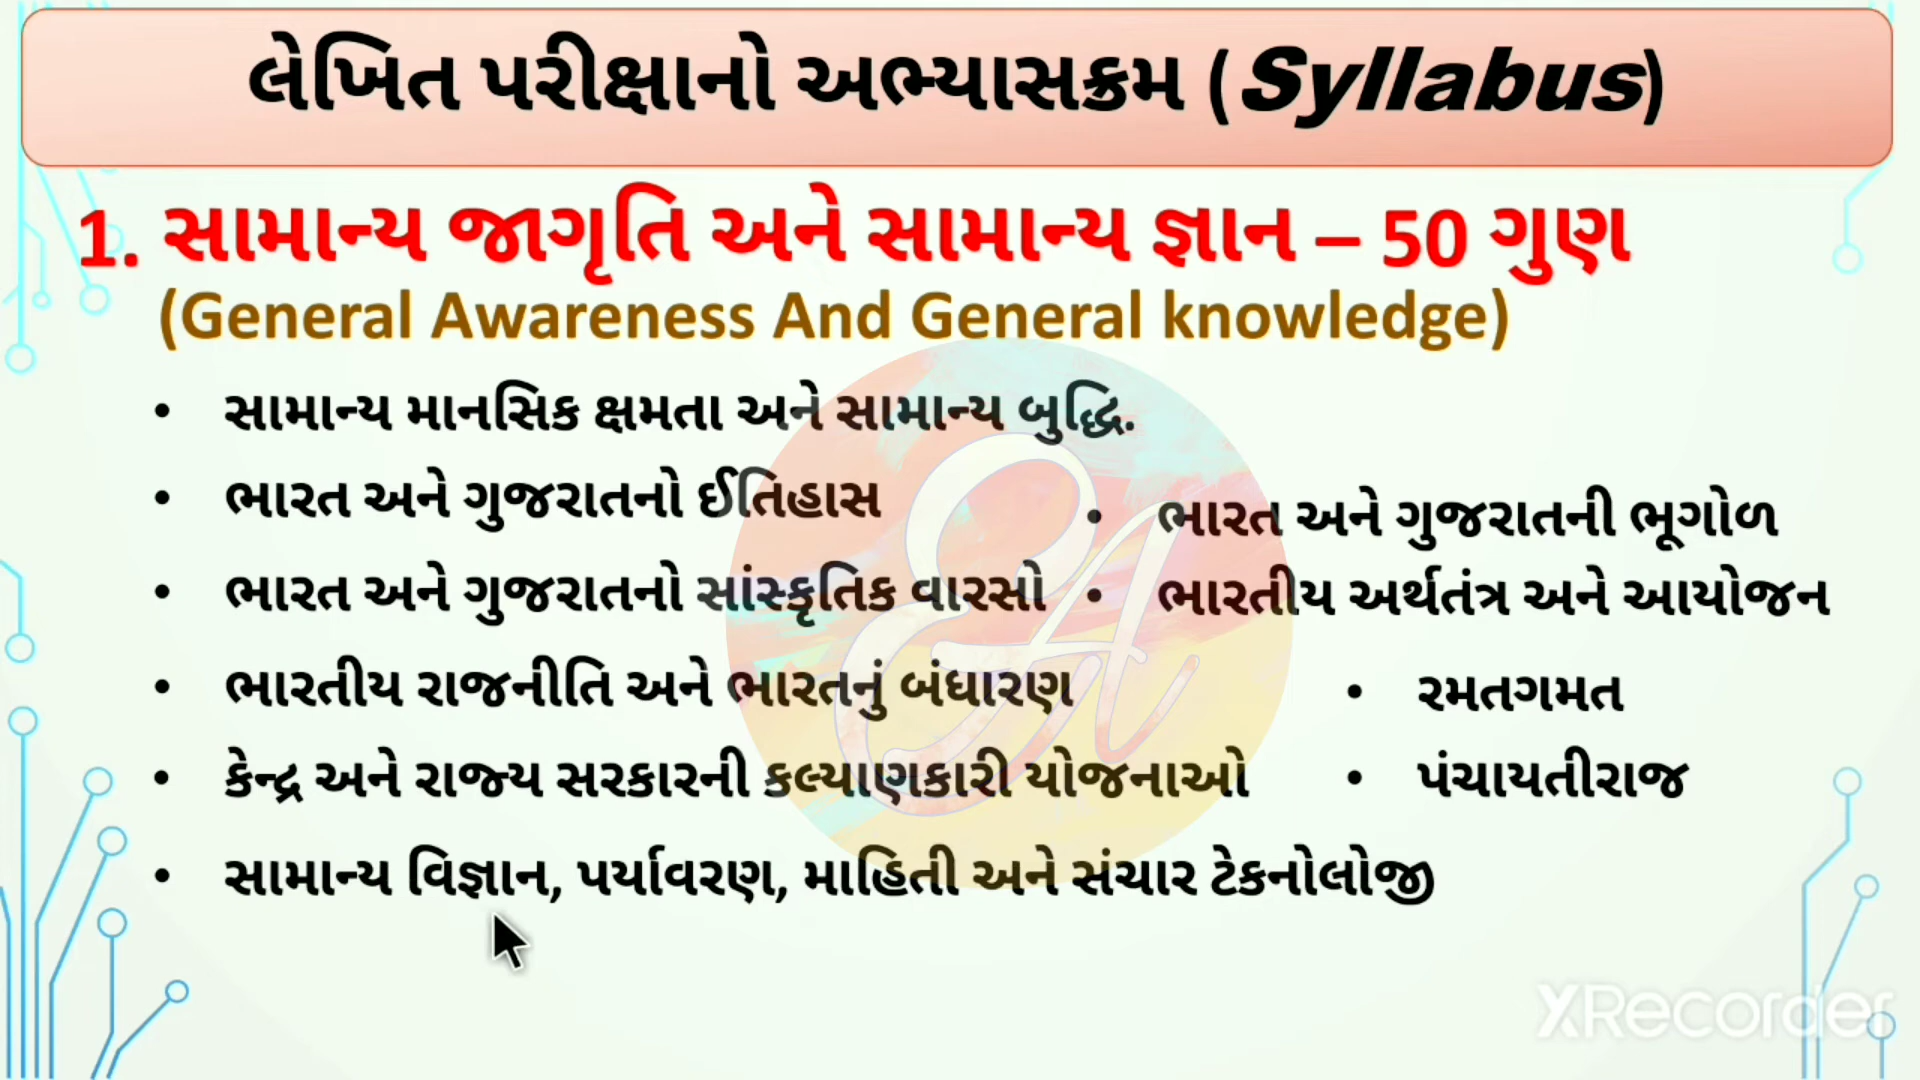 લેખિત પરીક્ષાનો અભ્યાસક્રમ (Syllabus)
1. સામાન્ય જાગૃતિ અને સામાન્ય જ્ઞાન – 50 ગુણ
(General Awareness And General knowledge)
• સામાન્ય માનસિક ક્ષમતા અને સામાન્ય બુદ્ધિ.
• ભારત અને ગુજરાતનો ઈતિહાસ
• ભારત અને ગુજરાતની ભૂગોળ
• ભારત અને ગુજરાતનો સાંસ્કૃતિક વારસો
• ભારતીય અર્થતંત્ર અને આયોજન
• ભારતીય રાજનીતિ અને ભારતનું બંધારણ
• રમતગમત
• કેન્દ્ર અને રાજ્ય સરકારની કલ્યાણકારી યોજનાઓ
• પંચાયતીરાજ
• સામાન્ય વિજ્ઞાન, પર્યાવરણ, માહિતી અને સંચાર ટેકનોલોજી
EA
XRecorder